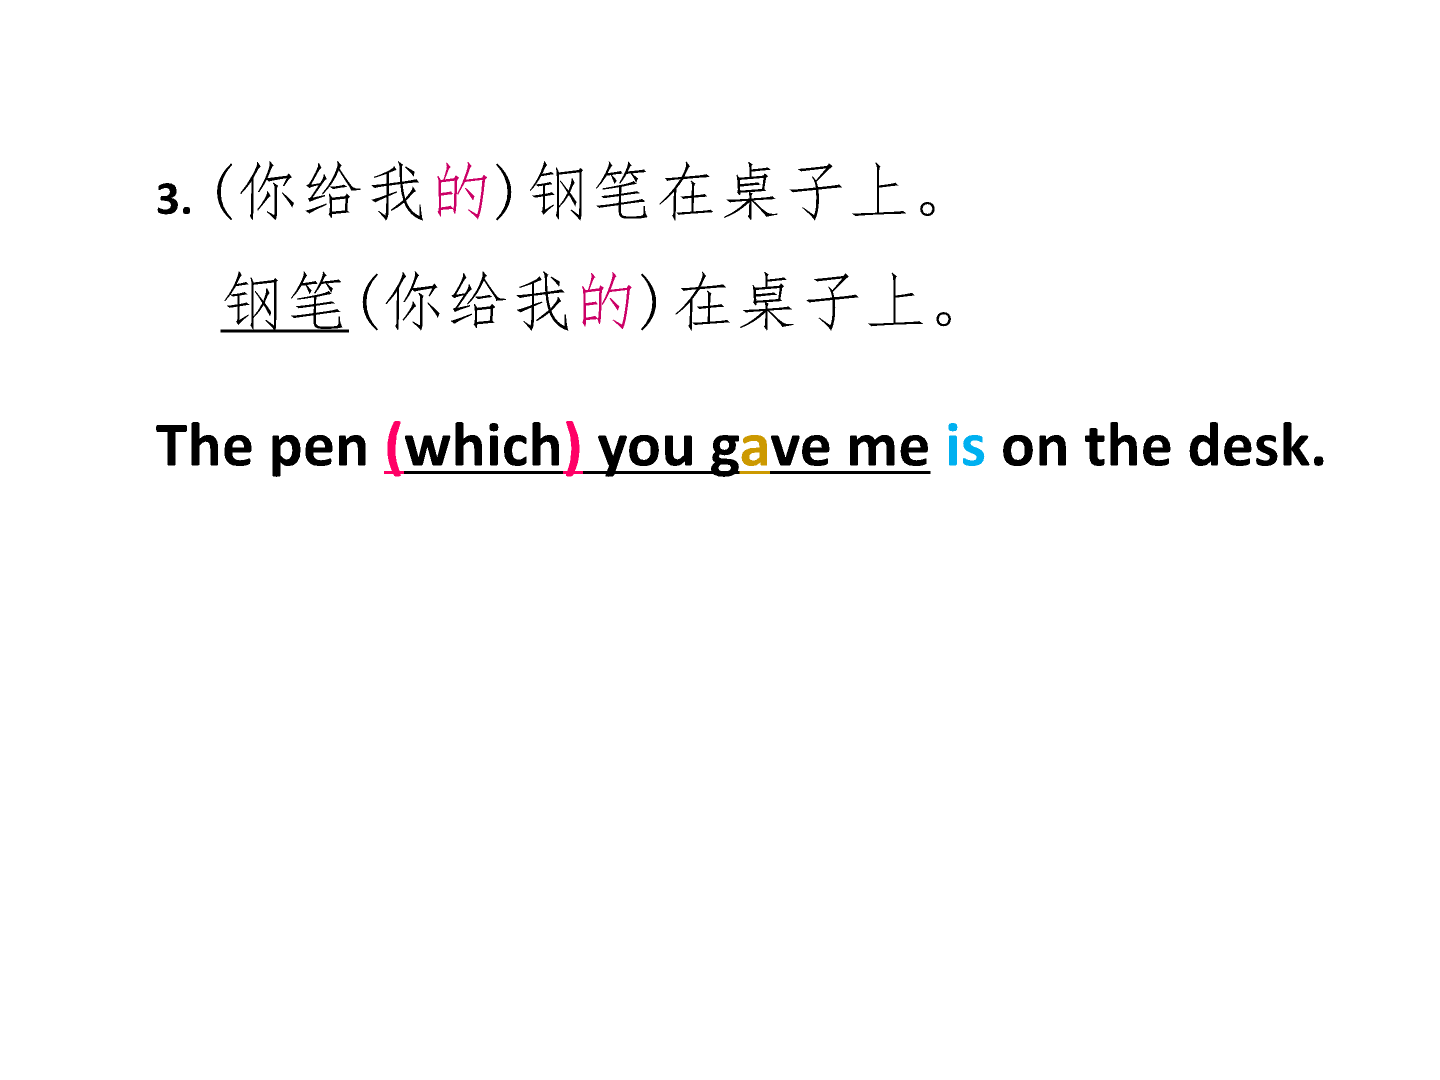 3. (你给我的)钢笔在桌子上。
钢笔(你给我的)在桌子上。
The pen (which) you gave me is on the desk.